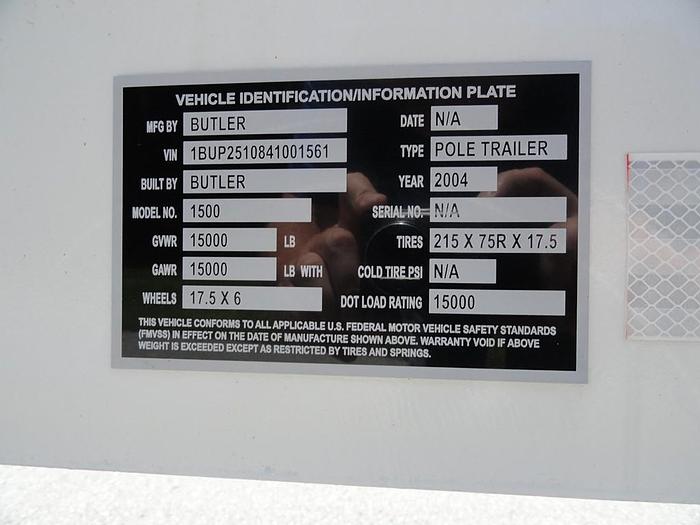 VEHICLE IDENTIFICATION/INFORMATION PLATE
MFG BY BUTLER DATE N/A
VIN 1BUP2510841001561 TYPE POLE TRAILER
BUILT BY BUTLER YEAR 2004
MODEL NO. 1500 SERIAL NO. N/A
GVWR 15000 LB TIRES 215 X 75R X 17.5
GAWR 15000 LB WITH COLD TIRE PSI N/A
WHEELS 17.5 X 6 DOT LOAD RATING 15000
THIS VEHICLE CONFORMS TO ALL APPLICABLE U.S. FEDERAL MOTOR VEHICLE SAFETY STANDARDS
(FMVSS) IN EFFECT ON THE DATE OF MANUFACTURE SHOWN ABOVE. WARRANTY VOID IF ABOVE
WEIGHT IS EXCEEDED EXCEPT AS RESTRICTED BY TIRES AND SPRINGS.